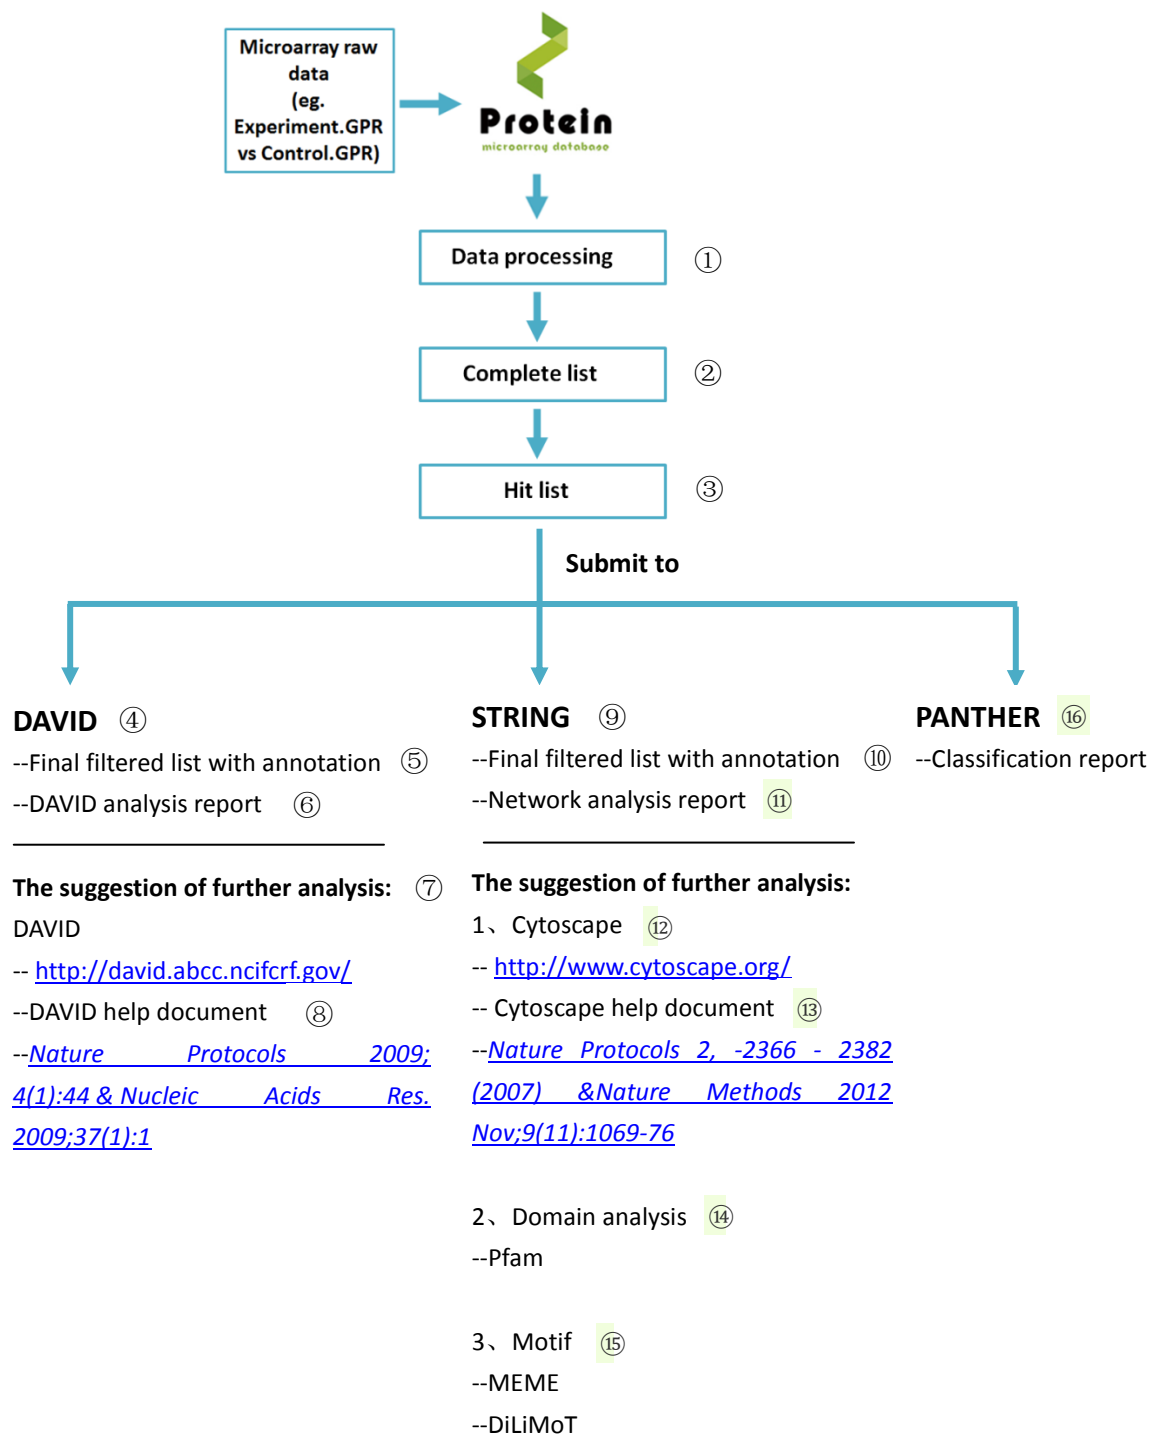 Microarray raw
data
(eg.
Experiment.GPR
vs Control.GPR)
Protein
microarray database
Data processing ①
Complete list ②
Hit list ③
Submit to
DAVID ④
--Final filtered list with annotation ⑤
--DAVID analysis report ⑥
The suggestion of further analysis: ⑦
DAVID
-- http://david.abcc.ncifcrf.gov/
--DAVID help document ⑧
--Nature Protocols 2009;
4(1):44 & Nucleic Acids Res.
2009;37(1):1
STRING ⑨
--Final filtered list with annotation ⑩
--Network analysis report ⑪
The suggestion of further analysis:
1、Cytoscape ⑫
-- http://www.cytoscape.org/
-- Cytoscape help document ⑬
--Nature Protocols 2, -2366 - 2382
(2007) &Nature Methods 2012
Nov;9(11):1069-76
2、Domain analysis ⑭
--Pfam
3、Motif ⑮
--MEME
--DiLiMoT
PANTHER ⑯
--Classification report